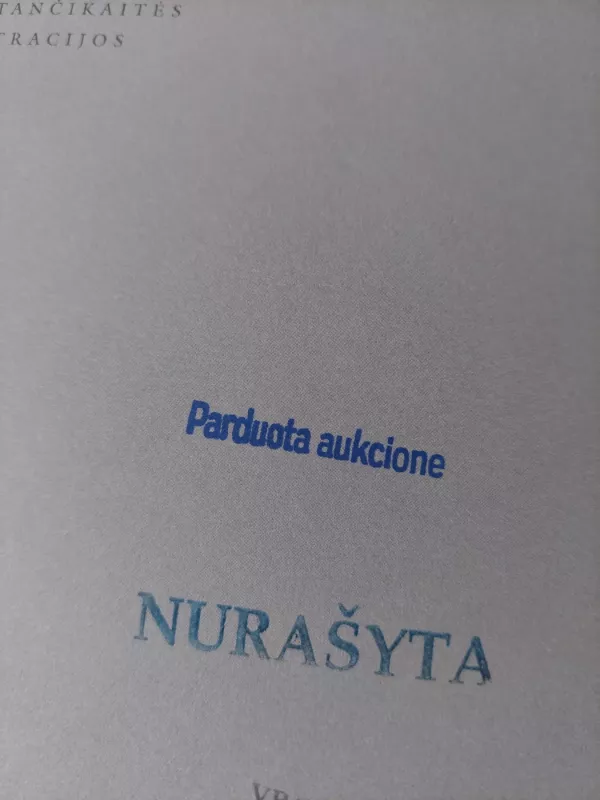 TANČIKAITĖS
TRACIJOS
Parduota aukcione
NURAŠYTA